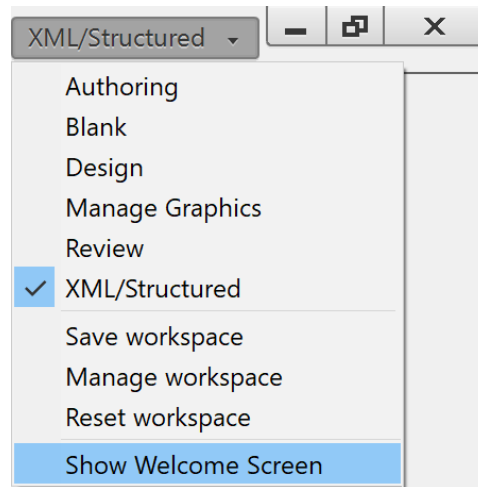 XML/Structured
Authoring
Blank
Design
Manage Graphics
Review
XML/Structured
Save workspace
Manage workspace
Reset workspace
Show Welcome Screen